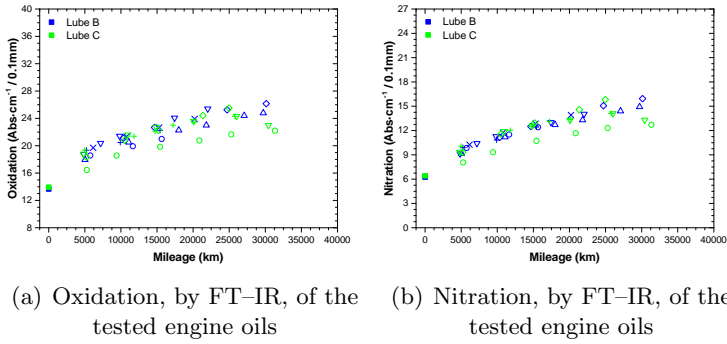 40
36
32
28
24
20
16
12
8
Oxidation (Abs·cm⁻¹ / 0.1mm)
Lube B
Lube C
0 5000 10000 15000 20000 25000 30000 35000 40000
Mileage (km)
(a) Oxidation, by FT–IR, of the
tested engine oils
27
24
21
18
15
12
9
6
3
0
Nitration (Abs·cm⁻¹ / 0.1mm)
Lube B
Lube C
0 5000 10000 15000 20000 25000 30000 35000 40000
Mileage (km)
(b) Nitration, by FT–IR, of the
tested engine oils